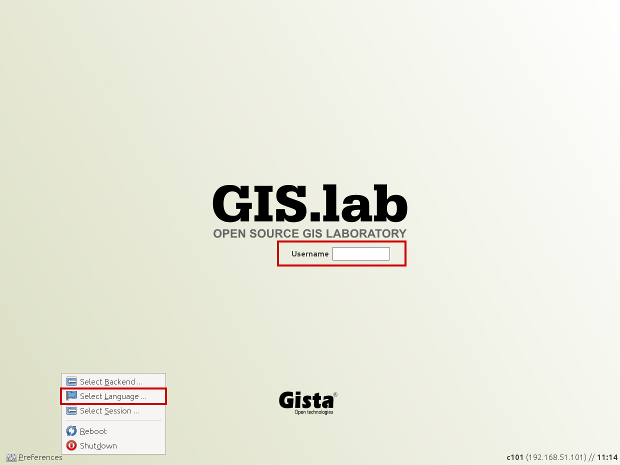 GIS.lab
OPEN SOURCE GIS LABORATORY
Username
Select Backend ...
Select Language ...
Select Session ...
Reboot
Shutdown
Gista®
Open technologies
Preferences
c101 (192.168.51.101) // 11:14